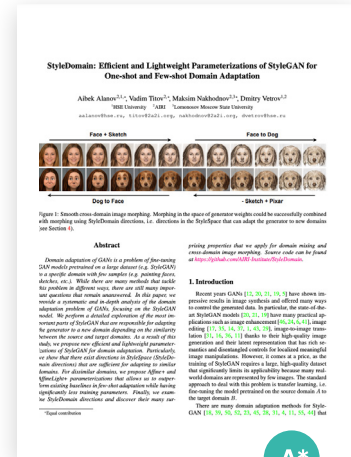 StyleDomain: Efficient and Lightweight Parameterizations of StyleGAN for
One-shot and Few-shot Domain Adaptation
Aibek Alanov, Vadim Titov, Maksim Nakhodnov, Dmitry Vetrov
HSE University AIRI Lomonosov Moscow State University
Face + Sketch
Face to Dog
Dog to Face
- Sketch + Pixar
Figure 1: Smooth cross-domain image morphing. Morphing in the space of generator weights could be successfully combined
with morphing using StyleDomain directions, i.e. directions in the StyleSpace that can adapt the generator to new domains
(see Section 4).
Abstract
Domain adaptation of GANs is a problem of fine-tuning
GAN models pretrained on a large dataset (e.g. StyleGAN)
to a specific domain with few samples (e.g. painting faces,
sketches, etc.). While there are many methods that tackle
this problem in different ways, there are still many impor-
tant questions that remain unanswered. In this paper, we
provide a systematic and in-depth analysis of the domain
adaptation problem of GANs, focusing on the StyleGAN
model. We perform a detailed exploration of the most im-
portant parts of StyleGAN that are responsible for adapting
the generator to a new domain depending on the similarity
between the source and target domains. As a result of this
study, we propose new efficient and lightweight parameter-
izations of StyleGAN for domain adaptation. Particularly,
we show that there exist directions in StyleSpace (StyleDo-
main directions) that are sufficient for adapting to similar
domains. For dissimilar domains, we propose Affine+ and
AffineLight+ parameterizations that allows us to outper-
form existing baselines in few-shot adaptation while having
significantly less training parameters. Finally, we exam-
ine StyleDomain directions and discover their many sur-
*Equal contribution
prising properties that we apply for domain mixing and
cross-domain image morphing. Source code can be found
at https://github.com/AIRI-Institute/StyleDomain.
1. Introduction
Recent years GANs have shown im-
pressive results in image synthesis and offered many ways
to control the generated data. In particular, the state-of-the-
art StyleGAN models have many practical ap-
plications such as image enhancement, image
editing, image-to-image trans-
lation thanks to their high-quality image
generation and their latent representation that has rich se-
mantics and disentangled controls for localized meaningful
image manipulations. However, it comes at a price, as the
training of StyleGAN requires a large, high-quality dataset
that significantly limits its applicability because many real-
world domains are represented by few images. The standard
approach to deal with this problem is transfer learning, i.e.
fine-tuning the model pretrained on the source domain A to
the target domain B.
There are many domain adaptation methods for Style-
GAN that
A*